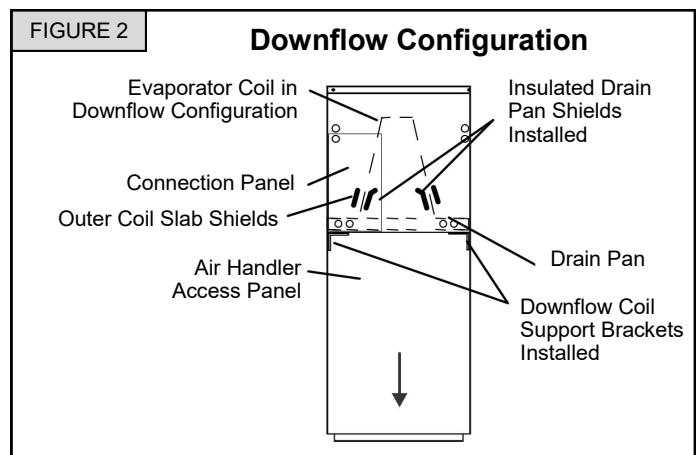 FIGURE 2
Downflow Configuration
Evaporator Coil in
Downflow Configuration
Insulated Drain
Pan Shields
Installed
Connection Panel
Outer Coil Slab Shields
Air Handler
Access Panel
Drain Pan
Downflow Coil
Support Brackets
Installed